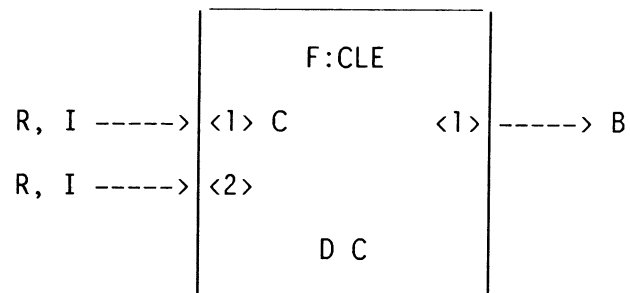 F:CLE
R, I -----> <1> C <1> -----> B
R, I -----> <2>
D C